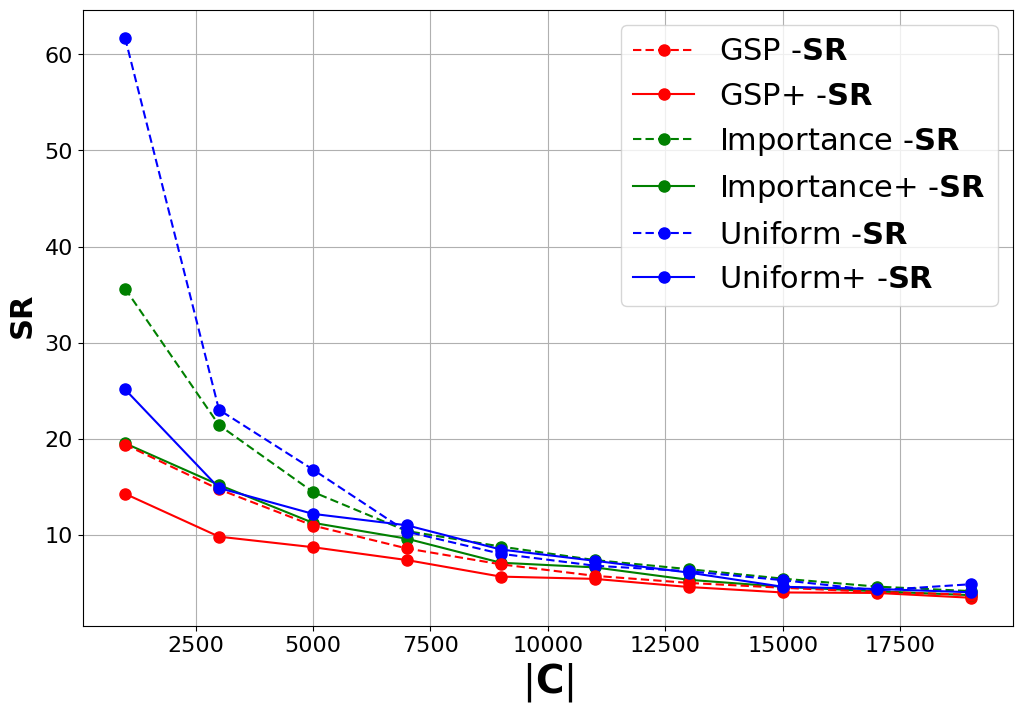 GSP -SR
GSP+ -SR
Importance -SR
Importance+ -SR
Uniform -SR
Uniform+ -SR
SR
60
50
40
30
20
10
2500 5000 7500 10000 12500 15000 17500
|C|